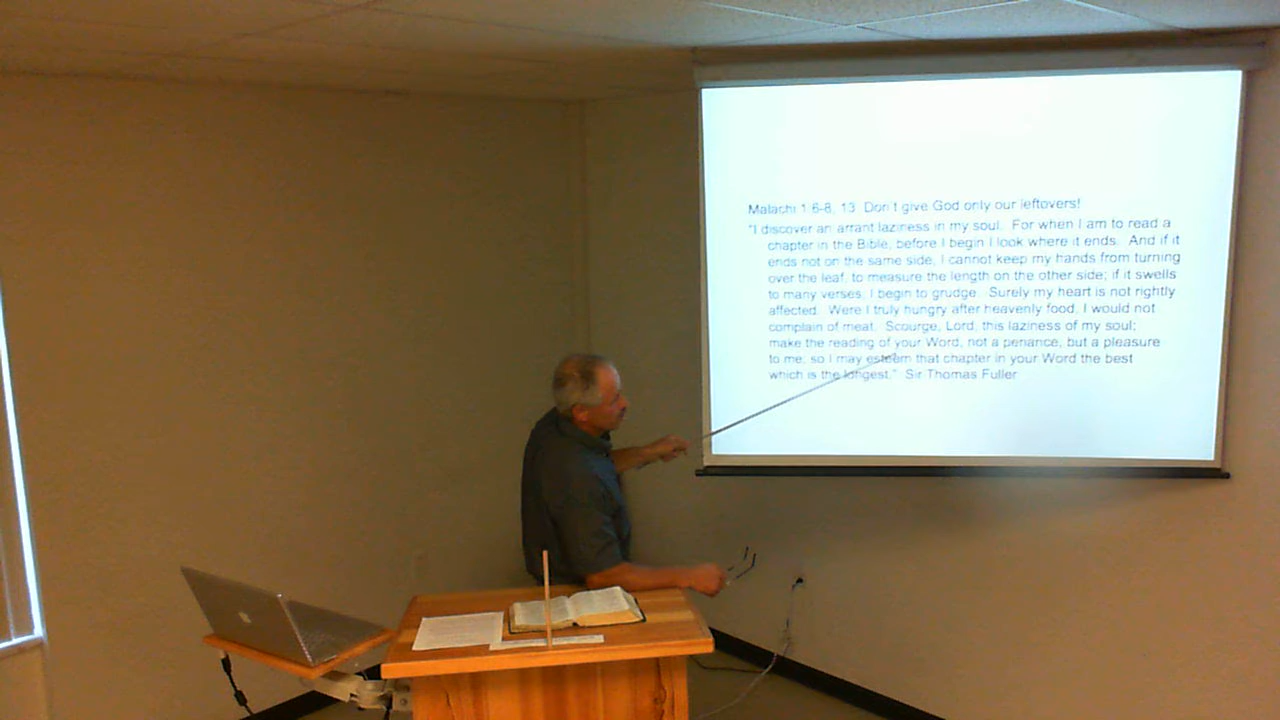 Malachi 1:6-8, 13 Don't give God only our leftovers!
"I discover an arrant laziness in my soul. For when I am to read a
chapter in the Bible, before I begin I look where it ends. And if it
ends not on the same side, I cannot keep my hands from turning
over the leaf, to measure the length on the other side; if it swells
to many verses, I begin to grudge. Surely my heart is not rightly
affected. Were I truly hungry after heavenly food, I would not
complain of meat. Scourge, Lord, this laziness of my soul;
make the reading of your Word, not a penance, but a pleasure
to me; so I may esteem that chapter in your Word the best
which is the longest." Sir Thomas Fuller